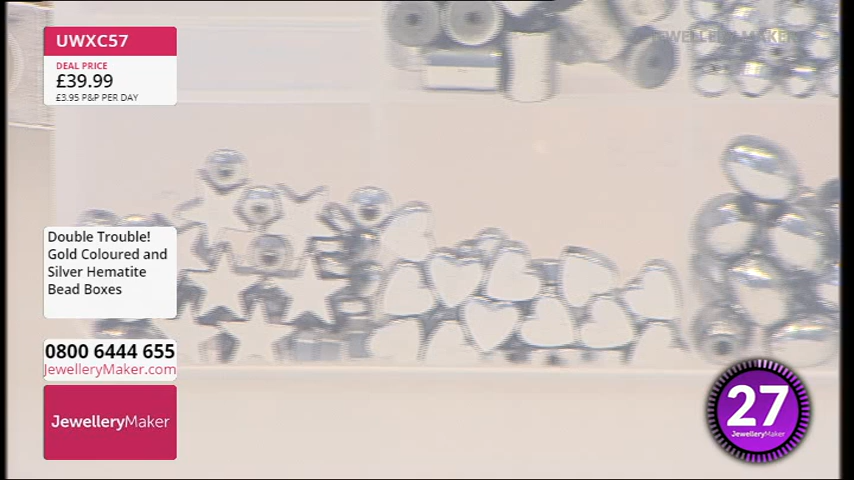 UWXC57
DEAL PRICE
£39.99
£3.95 P&P PER DAY
JEWELLERYMAKER
Double Trouble!
Gold Coloured and
Silver Hematite
Bead Boxes
0800 6444 655
JewelleryMaker.com
JewelleryMaker
27
JewelleryMaker